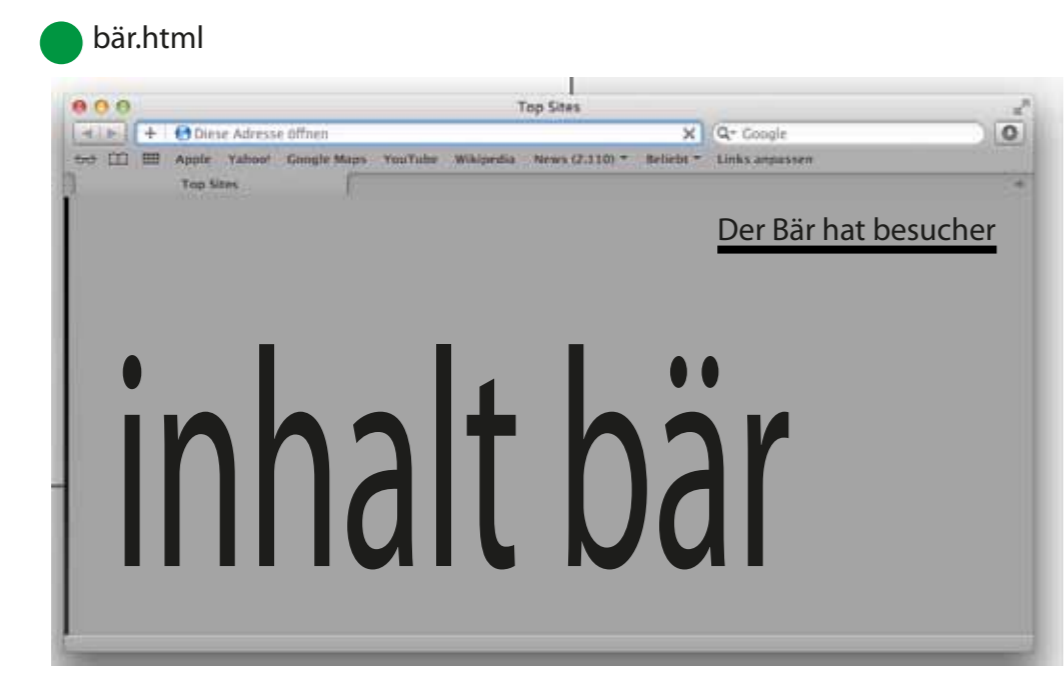 bär.html
Top Sites
Diese Adresse öffnen Google
Apple Yahoo! Google Maps YouTube Wikipedia News (2.110) Beliebt Links anpassen
Top Sites
Der Bär hat besucher
inhalt bär